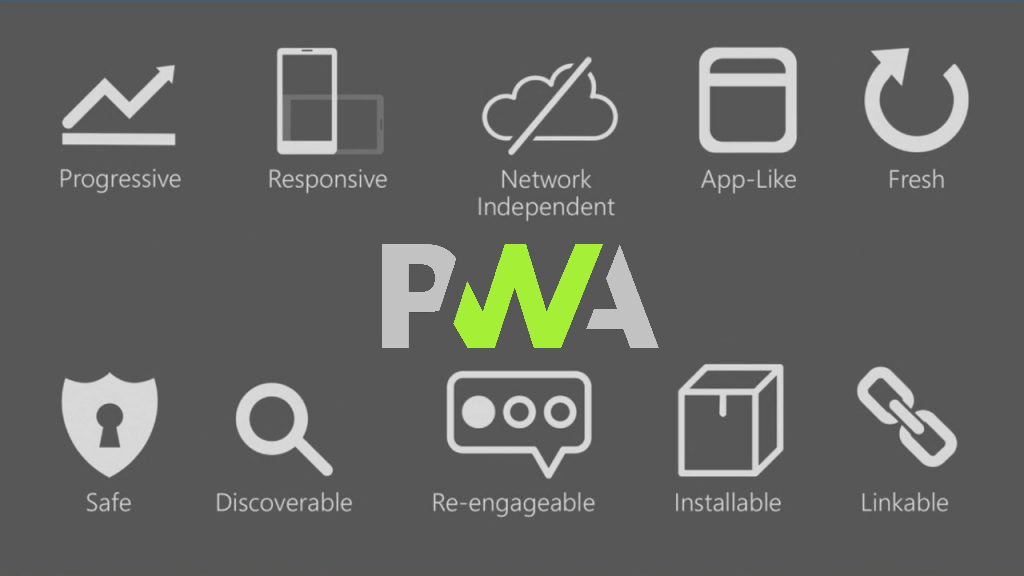 Progressive
Responsive
Network
Independent
App-Like
Fresh
PWA
Safe
Discoverable
Re-engageable
Installable
Linkable